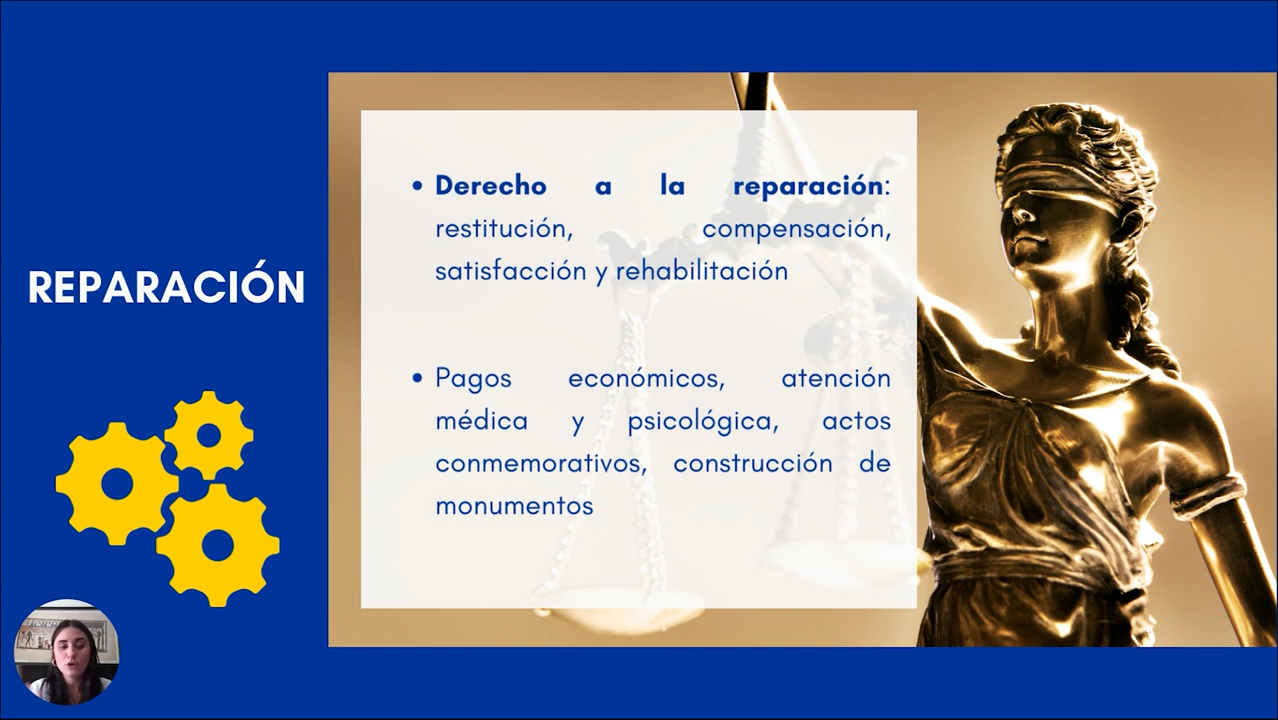 REPARACIÓN
• Derecho a la reparación:
restitución, compensación,
satisfacción y rehabilitación
• Pagos económicos, atención
médica y psicológica, actos
conmemorativos, construcción de
monumentos